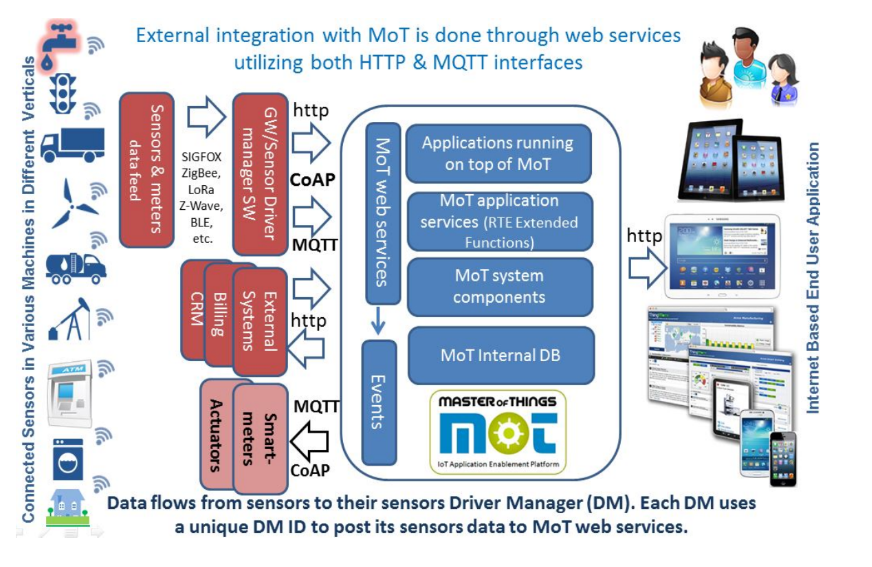 External integration with MoT is done through web services
utilizing both HTTP & MQTT interfaces
Connected Sensors in Various Machines in Different Verticals
ATM
Sensors & meters
data feed
SIGFOX
ZigBee,
LoRa
Z-Wave,
BLE,
etc.
GW/Sensor Driver
manager SW
http
CoAP
MQTT
External
Systems
Billing
CRM
http
Smart-
meters
Actuators
MQTT
CoAP
MoT web services
Events
Applications running
on top of MoT
MoT application
services (RTE Extended
Functions)
MoT system
components
MoT Internal DB
MASTER OF THINGS
MOT
IoT Application Enablement Platform
http
Internet Based End User Application
Data flows from sensors to their sensors Driver Manager (DM). Each DM uses
a unique DM ID to post its sensors data to MoT web services.